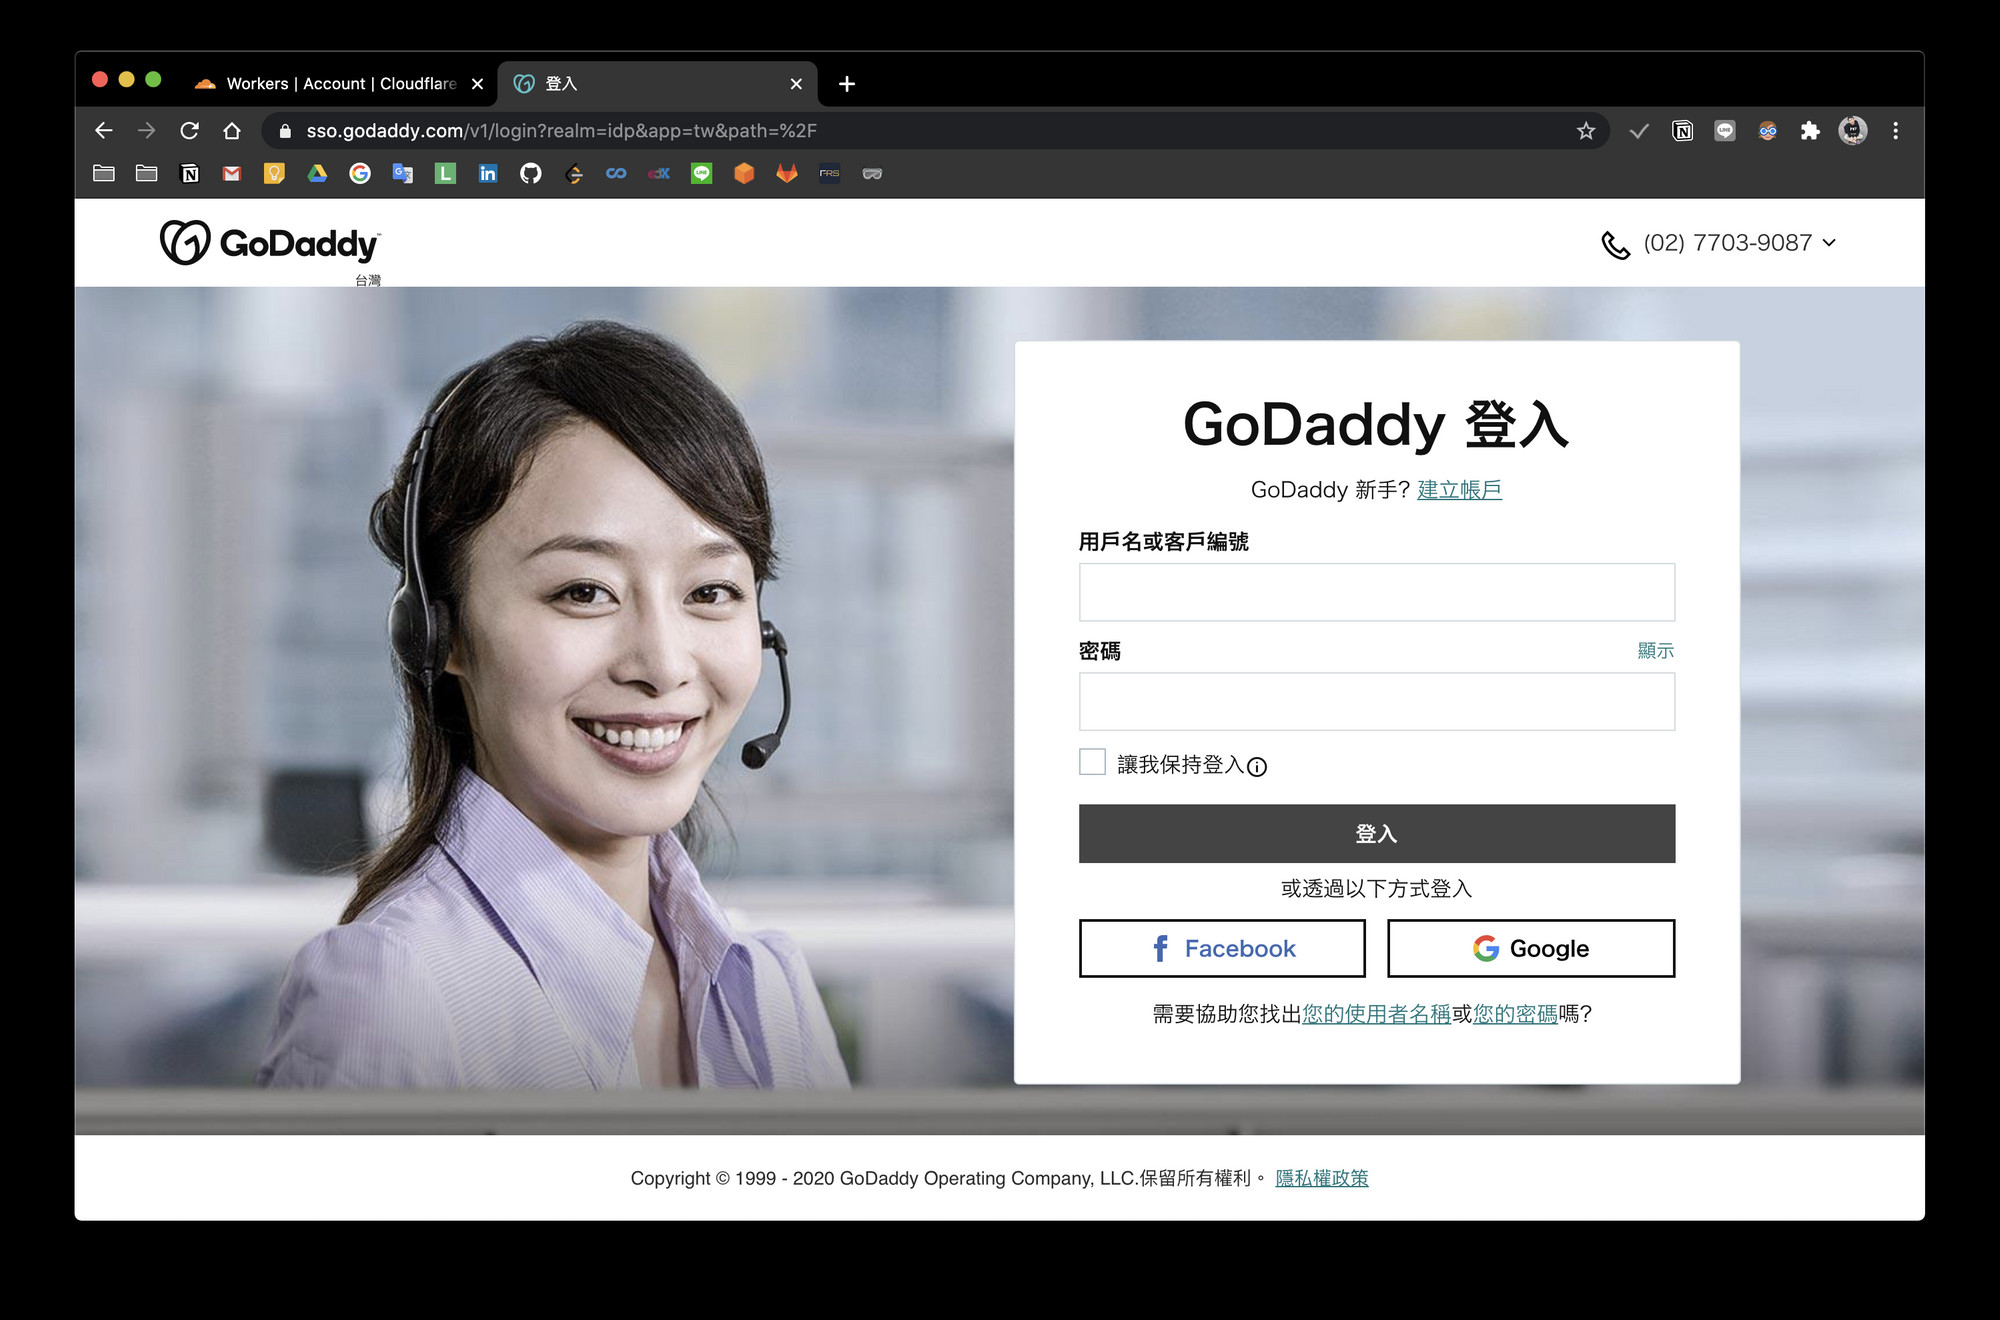 Workers | Account | Cloudflare
登入
sso.godaddy.com/v1/login?realm=idp&app=tw&path=%2F
GoDaddy
台灣
(02) 7703-9087
GoDaddy 登入
GoDaddy 新手? 建立帳戶
用戶名或客戶編號
密碼 顯示
讓我保持登入
登入
或透過以下方式登入
Facebook
Google
需要協助您找出您的使用者名稱或您的密碼嗎?
Copyright © 1999 - 2020 GoDaddy Operating Company, LLC.保留所有權利。 隱私權政策